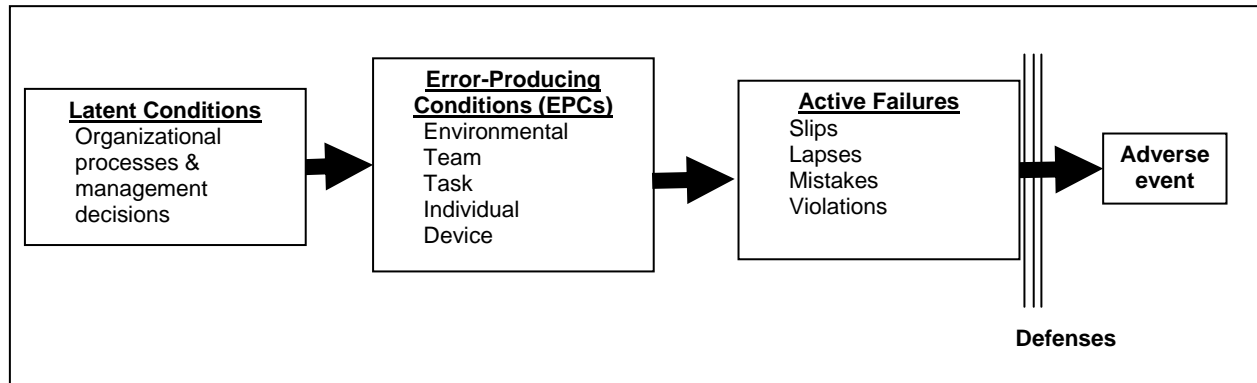 Latent Conditions
Organizational
processes &
management
decisions
Error-Producing
Conditions (EPCs)
Environmental
Team
Task
Individual
Device
Active Failures
Slips
Lapses
Mistakes
Violations
Defenses
Adverse
event